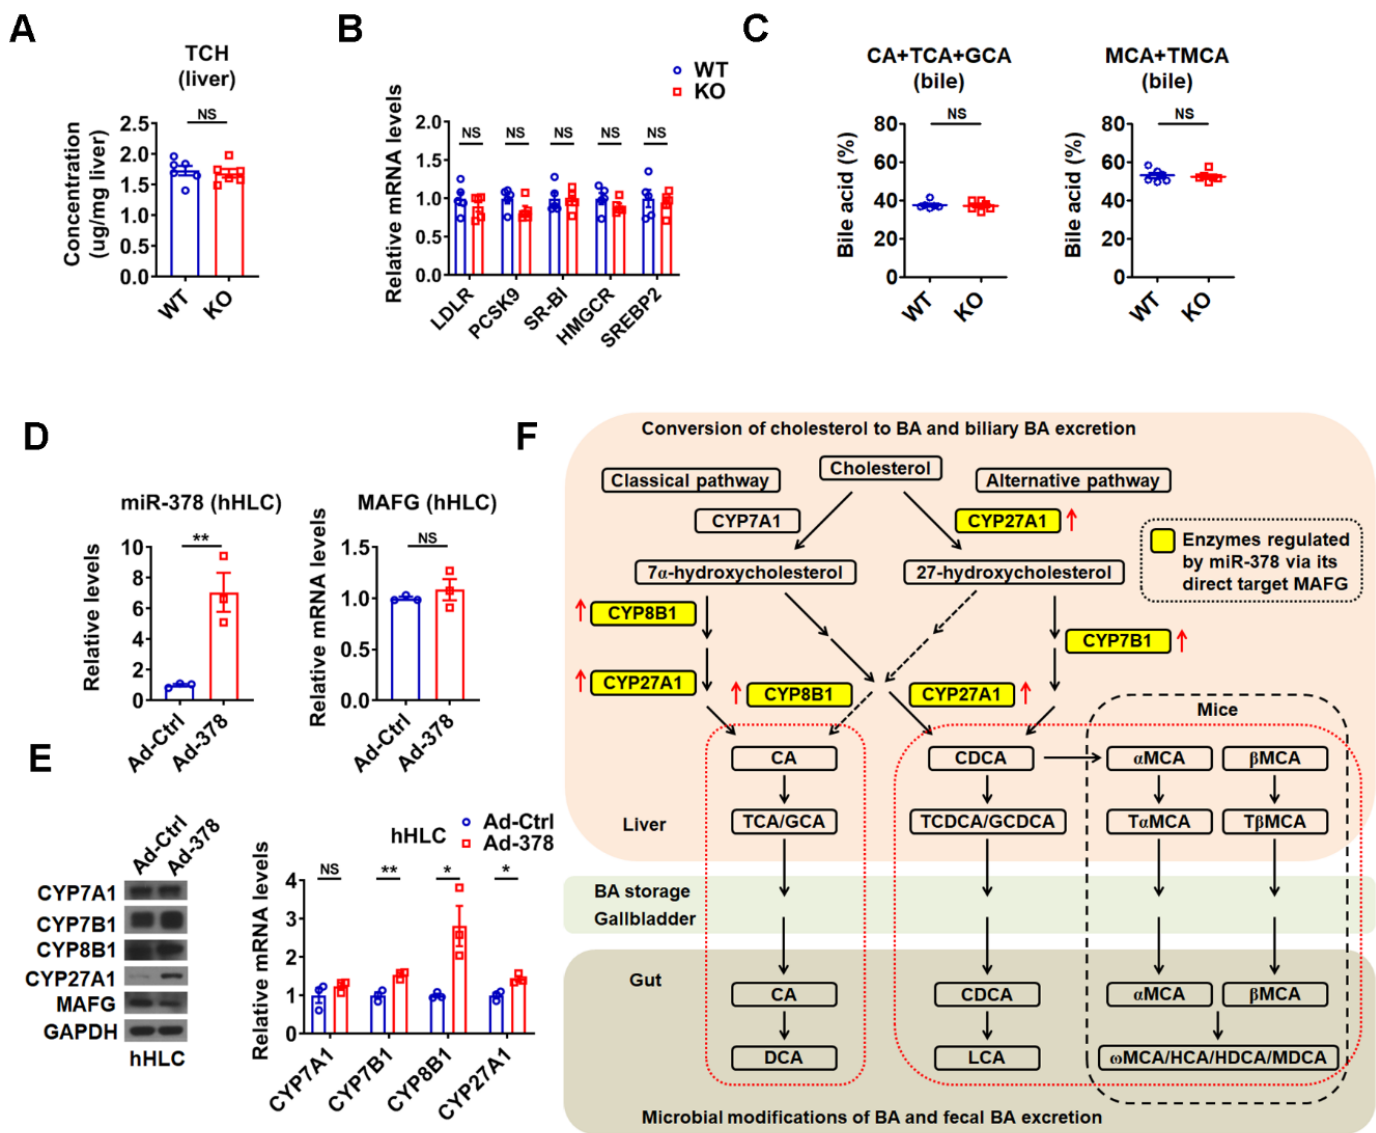 A
TCH
(liver)
NS
Concentration
(ug/mg liver)
2.5
2.0
1.5
1.0
0.5
0.0
WT
KO
B
WT
KO
Relative mRNA levels
2.0
1.5
1.0
0.5
0.0
NS
NS
NS
NS
NS
LDLR
PCSK9
SR-BI
HMGCR
SREBP2
C
CA+TCA+GCA
(bile)
NS
Bile acid (%)
80
60
40
20
0
WT
KO
MCA+TMCA
(bile)
NS
Bile acid (%)
80
60
40
20
0
WT
KO
D
miR-378 (hHLC)
**
Relative levels
10
8
6
4
2
0
Ad-Ctrl
Ad-378
MAFG (hHLC)
NS
Relative mRNA levels
1.5
1.0
0.5
0.0
Ad-Ctrl
Ad-378
E
Ad-Ctrl
Ad-378
CYP7A1
CYP7B1
CYP8B1
CYP27A1
MAFG
GAPDH
hHLC
hHLC
Ad-Ctrl
Ad-378
Relative mRNA levels
4
3
2
1
0
NS
**
*
*
CYP7A1
CYP7B1
CYP8B1
CYP27A1
F
Conversion of cholesterol to BA and biliary BA excretion
Cholesterol
Classical pathway
Alternative pathway
CYP7A1
CYP27A1 ↑
Enzymes regulated
by miR-378 via its
direct target MAFG
7α-hydroxycholesterol
27-hydroxycholesterol
↑ CYP8B1
CYP7B1 ↑
↑ CYP27A1
↑ CYP8B1
CYP27A1 ↑
Mice
CA
CDCA
αMCA
βMCA
Liver
TCA/GCA
TCDCA/GCDCA
TαMCA
TβMCA
BA storage
Gallbladder
Gut
CA
CDCA
αMCA
βMCA
DCA
LCA
ωMCA/HCA/HDCA/MDCA
Microbial modifications of BA and fecal BA excretion